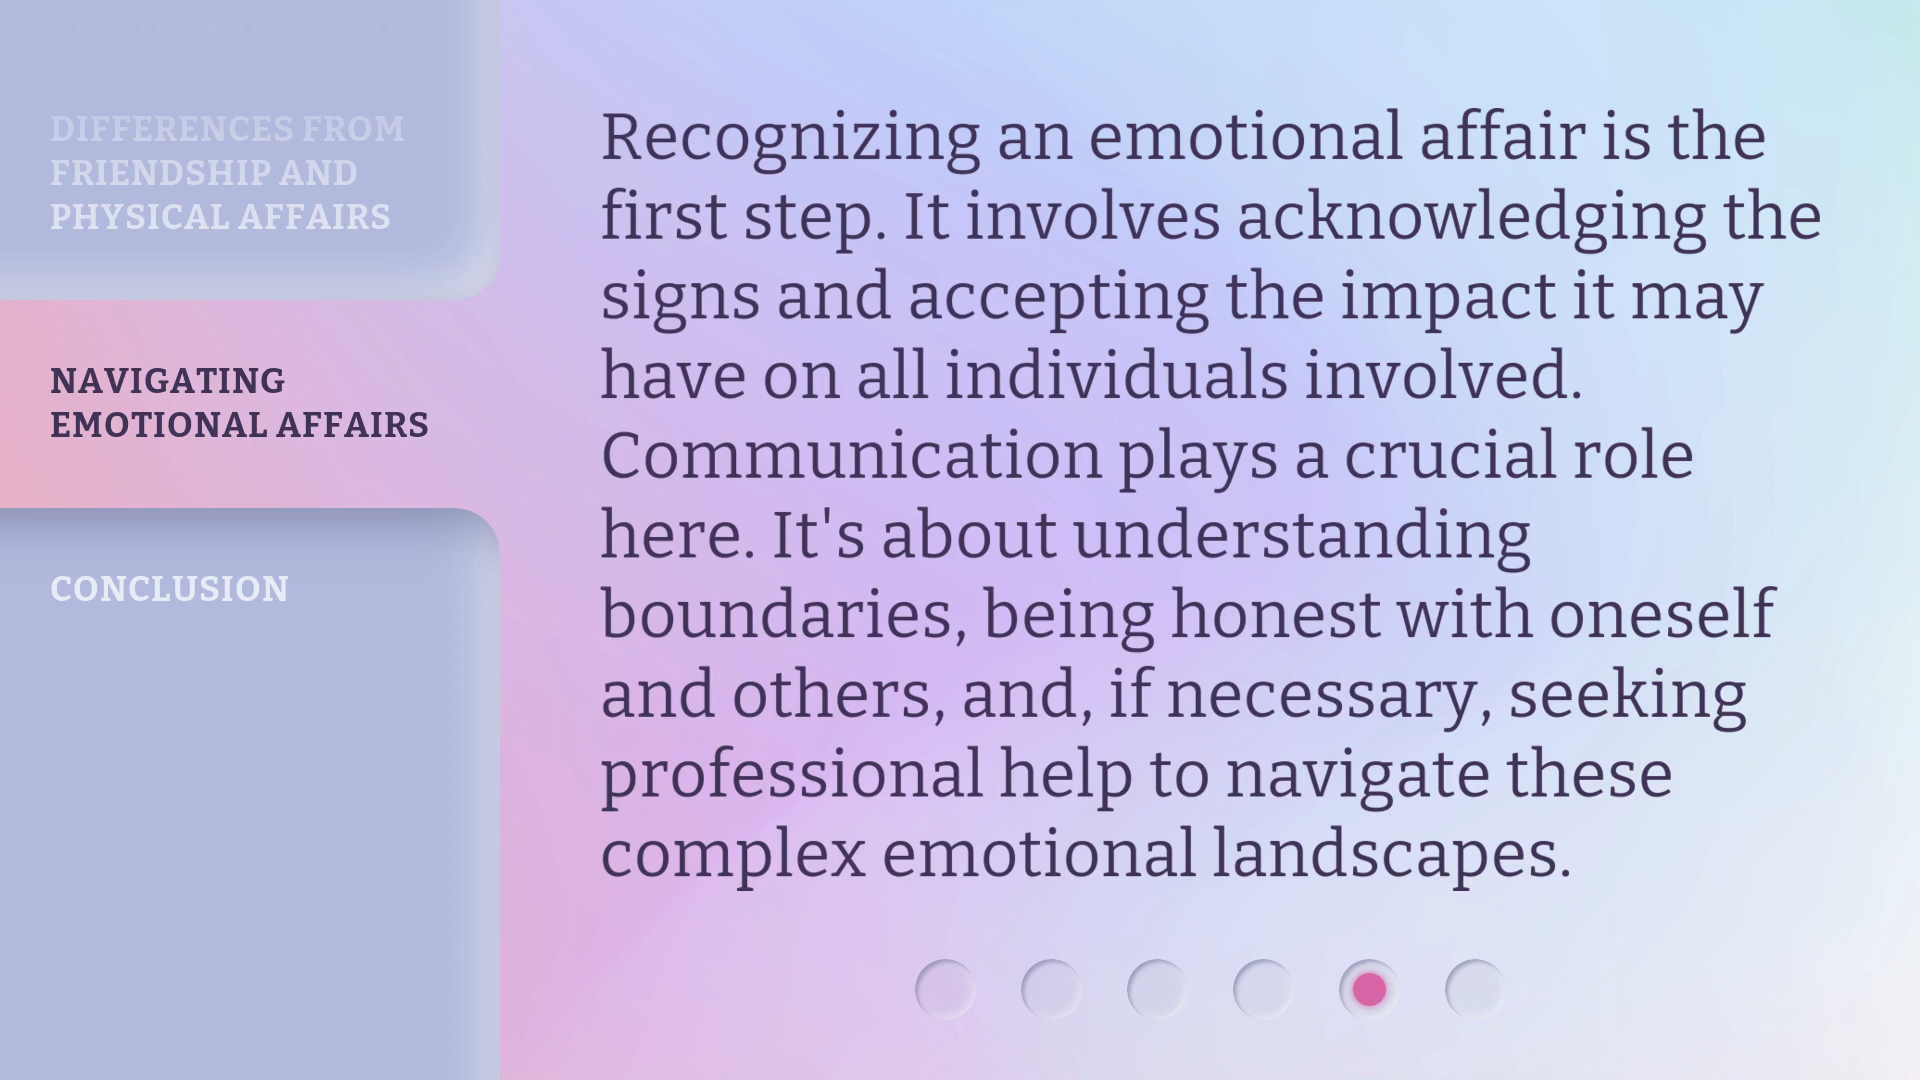 EMOTIONAL AFFAIRS
DIFFERENCES FROM
FRIENDSHIP AND
PHYSICAL AFFAIRS
NAVIGATING
EMOTIONAL AFFAIRS
CONCLUSION
Recognizing an emotional affair is the
first step. It involves acknowledging the
signs and accepting the impact it may
have on all individuals involved.
Communication plays a crucial role
here. It's about understanding
boundaries, being honest with oneself
and others, and, if necessary, seeking
professional help to navigate these
complex emotional landscapes.